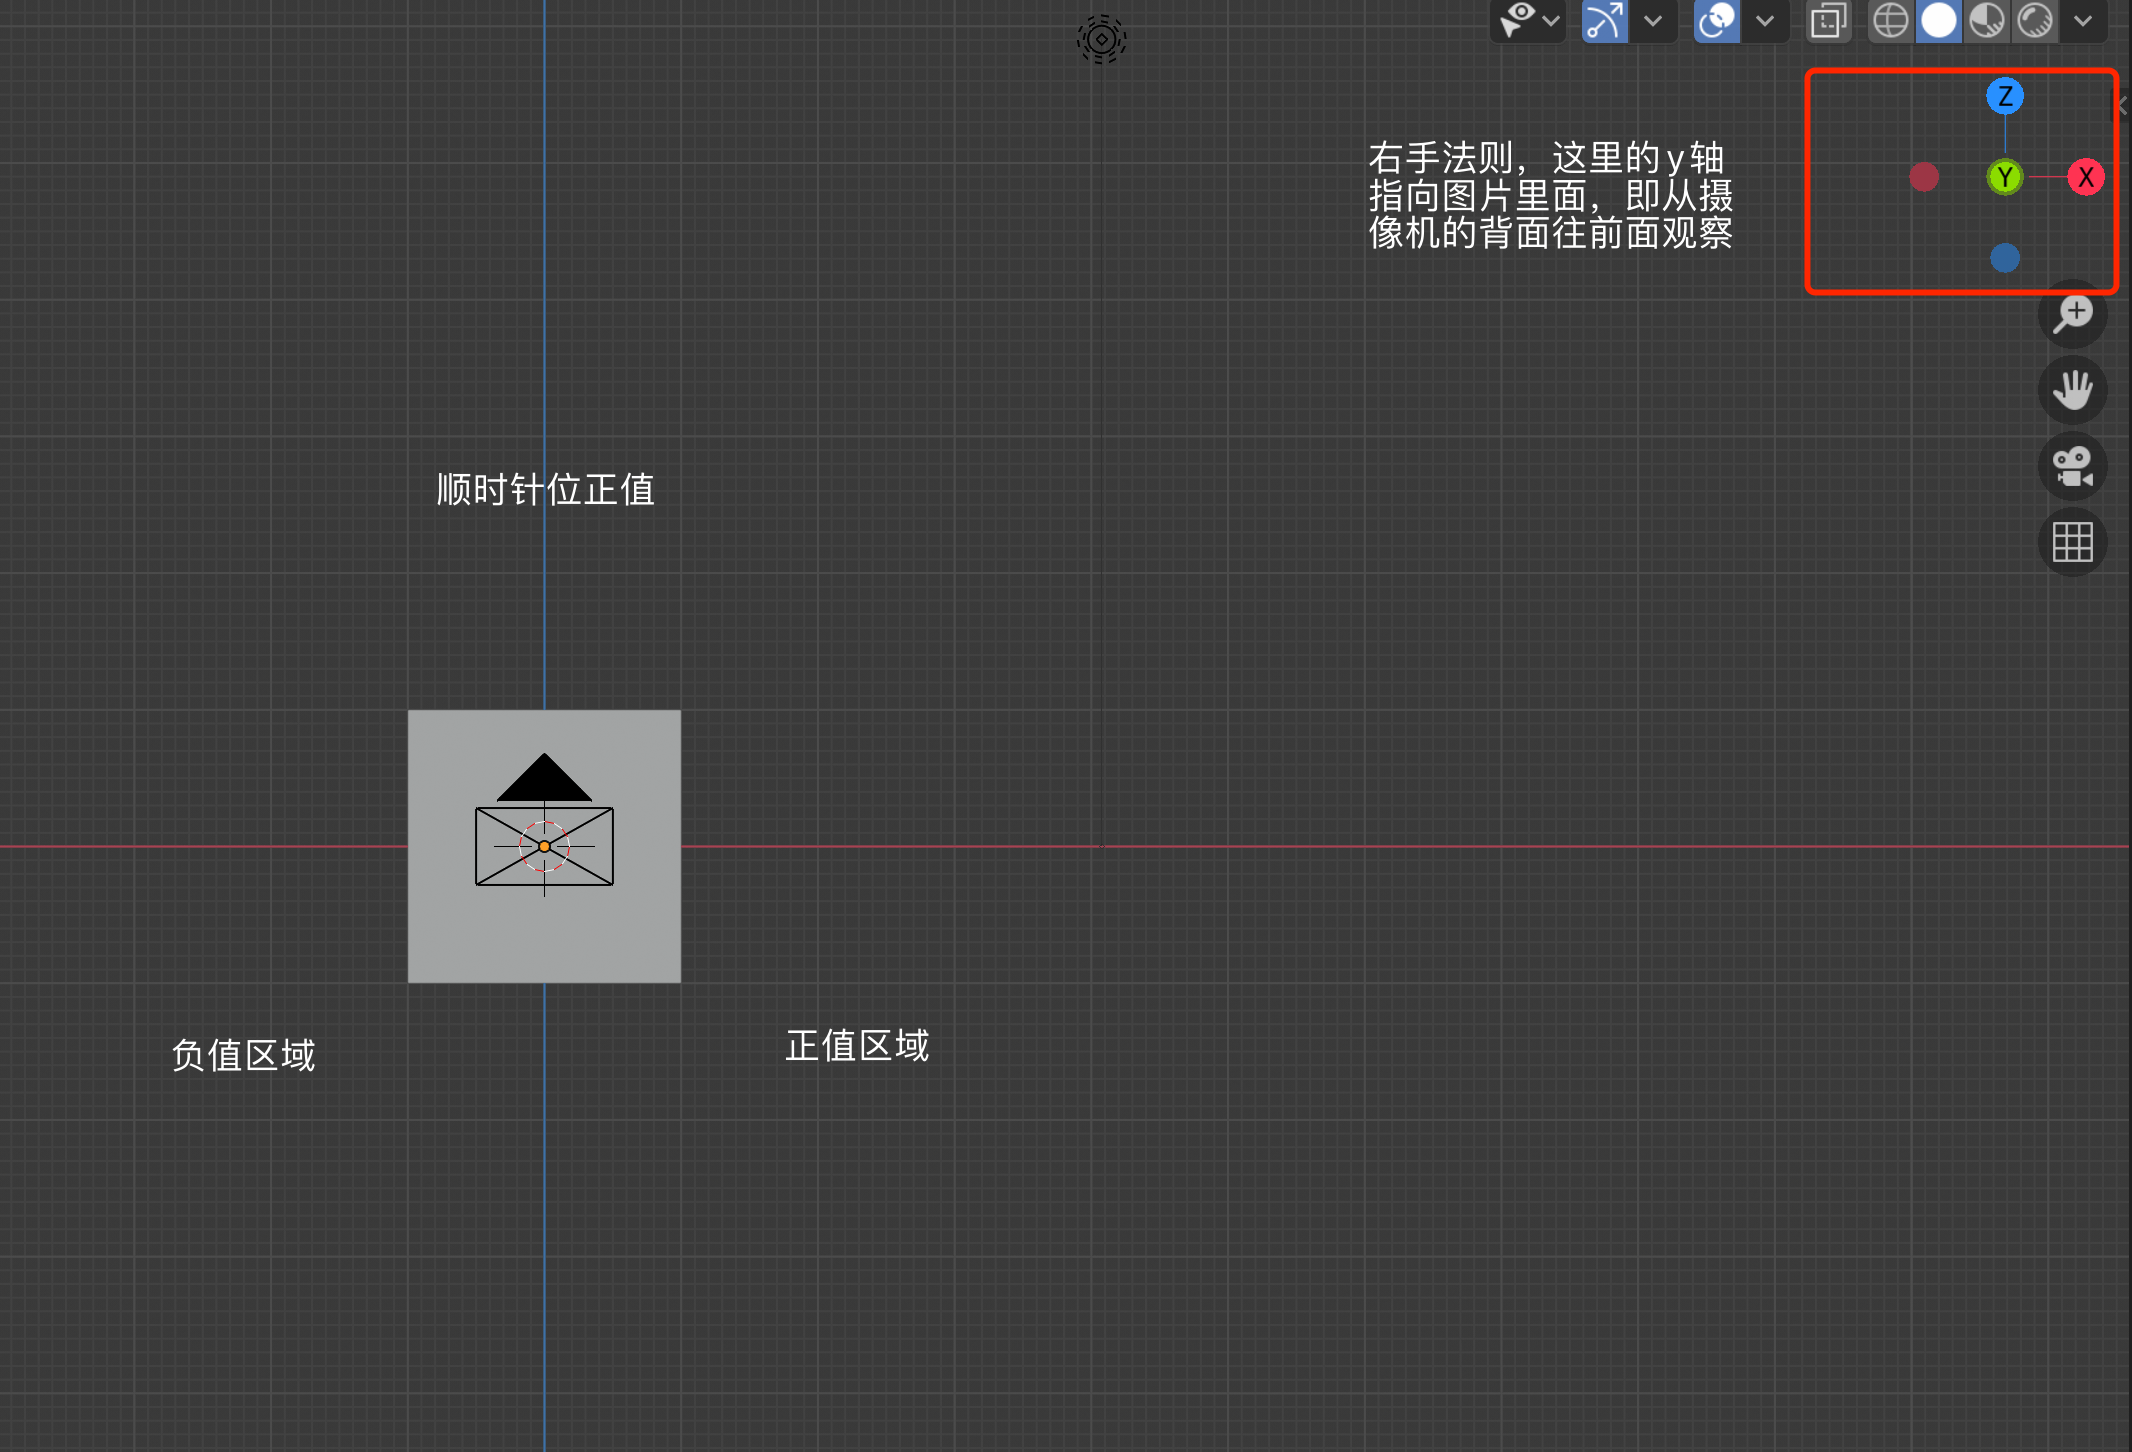 Z
右手法则，这里的y轴
指向图片里面，即从摄
像机的背面往前面观察
Y X
顺时针位正值
正值区域
负值区域